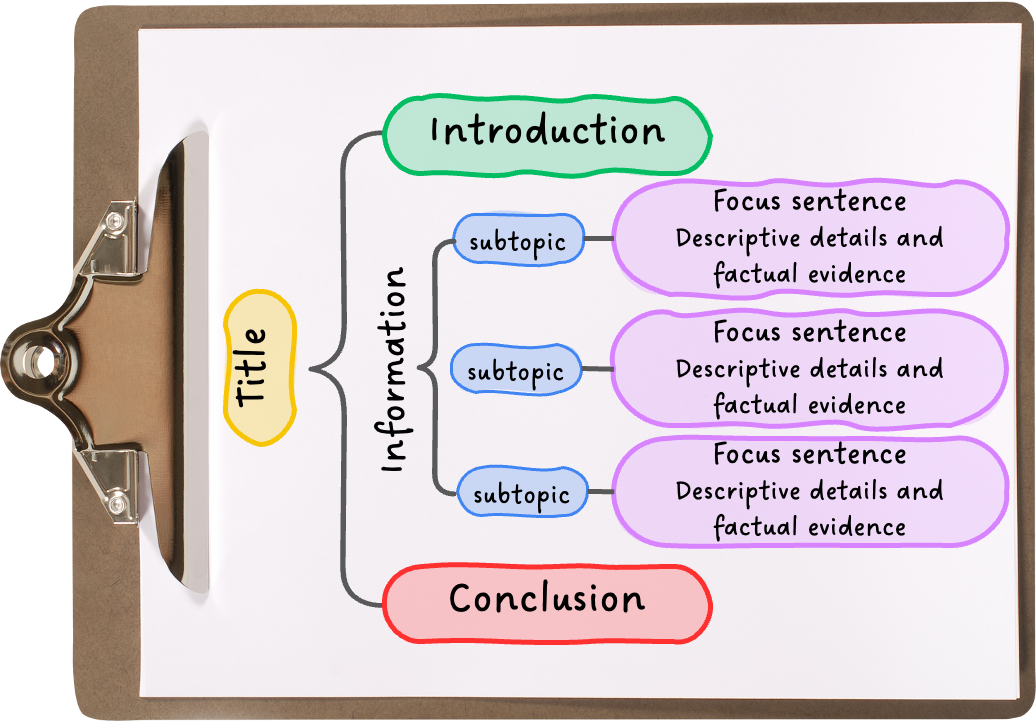 Title
Introduction
Information
subtopic
Focus sentence
Descriptive details and
factual evidence
subtopic
Focus sentence
Descriptive details and
factual evidence
subtopic
Focus sentence
Descriptive details and
factual evidence
Conclusion